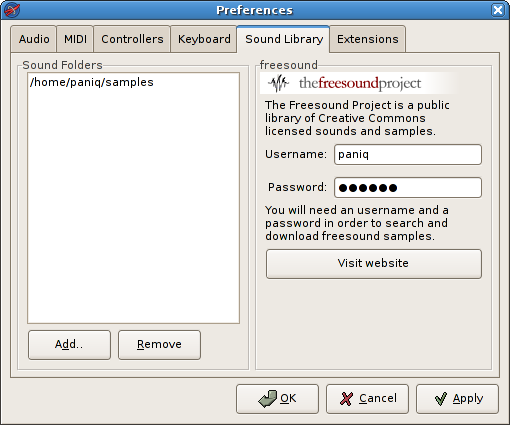 Preferences
Audio MIDI Controllers Keyboard Sound Library Extensions
Sound Folders
/home/paniq/samples
Add..
Remove
freesound
thefreesoundproject
The Freesound Project is a public
library of Creative Commons
licensed sounds and samples.
Username: paniq
Password: ●●●●●●
You will need an username and a
password in order to search and
download freesound samples.
Visit website
OK Cancel Apply